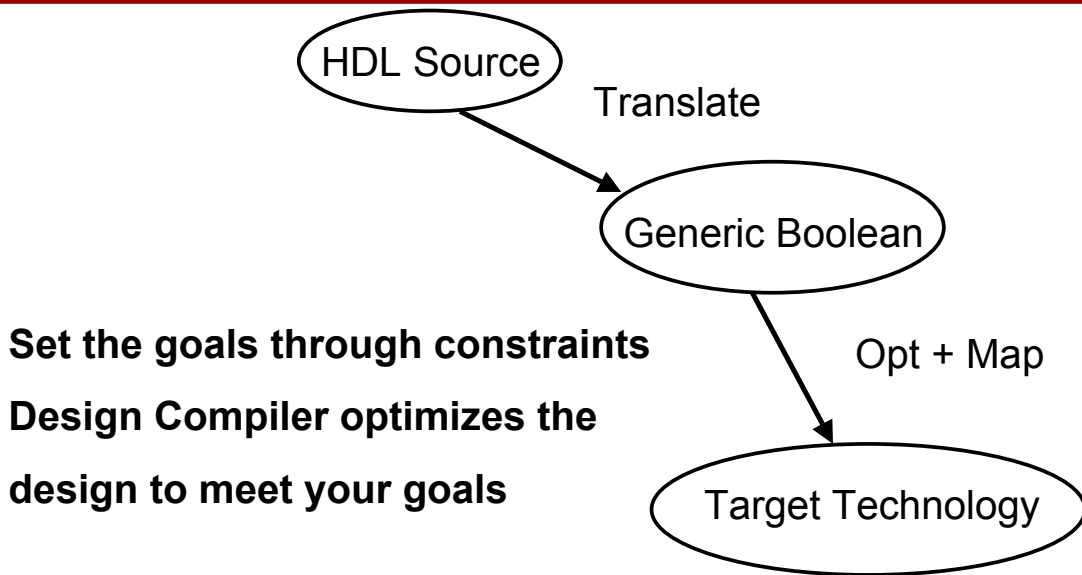 HDL Source
Translate
Generic Boolean
Set the goals through constraints
Opt + Map
Design Compiler optimizes the
design to meet your goals
Target Technology